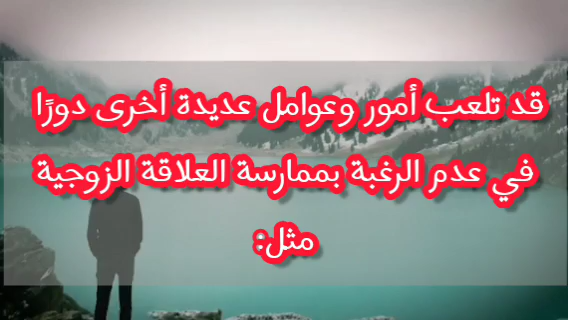 قد تلعب أمور وعوامل عديدة أخرى دورًا
في عدم الرغبة بممارسة العلاقة الزوجية
مثل: